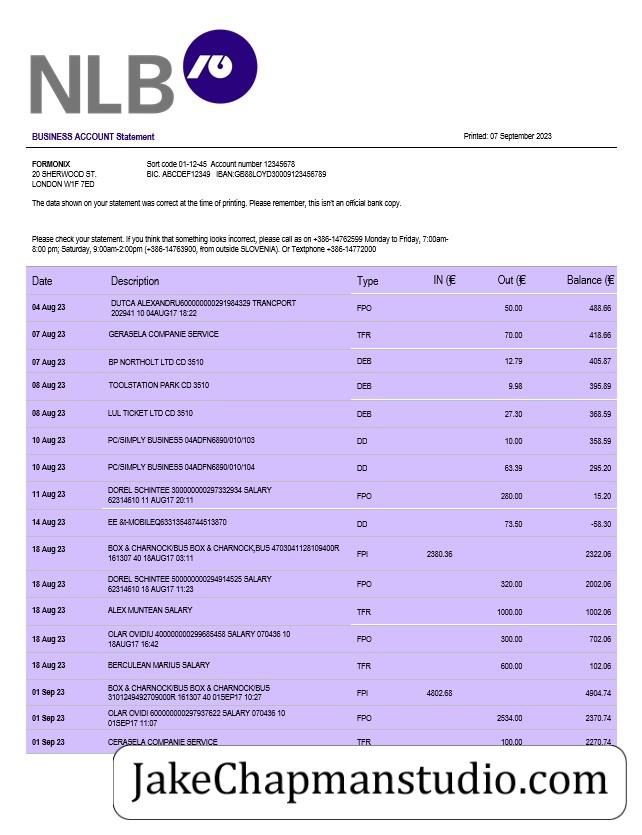 NLB
BUSINESS ACCOUNT Statement Printed: 07 September 2023
FORMONIX Sort code 01-12-45 Account number 12345678
20 SHERWOOD ST. BIC. ABCDEF12349 IBAN:GB88LOYD30009123456789
LONDON W1F 7ED
The data shown on your statement was correct at the time of printing. Please remember, this isn't an official bank copy.
Please check your statement. If you think that something looks incorrect, please call as on +386-14762599 Monday to Friday, 7:00am-
8:00 pm; Saturday, 9:00am-2:00pm (+386-14763900, from outside SLOVENIA). Or Textphone +386-14772000
Date Description Type IN (€ Out (€ Balance (€
04 Aug 23 DUTCA ALEXANDRU600000000291984329 TRANCPORT FPO 50.00 488.66
202941 10 04AUG17 18:22
07 Aug 23 GERASELA COMPANIE SERVICE TFR 70.00 418.66
07 Aug 23 BP NORTHOLT LTD CD 3510 DEB 12.79 405.87
08 Aug 23 TOOLSTATION PARK CD 3510 DEB 9.98 395.89
08 Aug 23 LUL TICKET LTD CD 3510 DEB 27.30 368.59
10 Aug 23 PC/SIMPLY BUSINESS 04ADFN6890/010/103 DD 10.00 358.59
10 Aug 23 PC/SIMPLY BUSINESS 04ADFN6890/010/104 DD 63.39 295.20
11 Aug 23 DOREL SCHINTEE 300000000297332934 SALARY FPO 280.00 15.20
62314610 11 AUG17 20:11
14 Aug 23 EE &t-MOBILEQ63313548744513870 DD 73.50 -58.30
18 Aug 23 BOX & CHARNOCK/BUS BOX & CHARNOCK,BUS 4703041128109400R FPI 2380.36 2322.06
161307 40 18AUG17 03:11
18 Aug 23 DOREL SCHINTEE 500000000294914525 SALARY FPO 320.00 2002.06
62314610 18 AUG17 11:23
18 Aug 23 ALEX MUNTEAN SALARY TFR 1000.00 1002.06
18 Aug 23 OLAR OVIDIU 400000000299685458 SALARY 070436 10 FPO 300.00 702.06
18AUG17 16:42
18 Aug 23 BERCULEAN MARIUS SALARY TFR 600.00 102.06
01 Sep 23 BOX & CHARNOCK/BUS BOX & CHARNOCK/BUS FPI 4802.68 4904.74
3101249492709000R 161307 40 01SEP17 10:27
01 Sep 23 OLAR OVIDI 600000000297937622 SALARY 070436 10 FPO 2534.00 2370.74
01SEP17 11:07
01 Sep 23 CERASELA COMPANIE SERVICE TFR 100.00 2270.74
JakeChapmanstudio.com